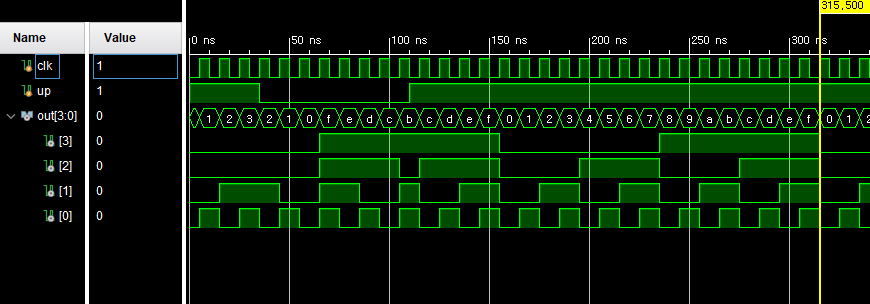 315,500
Name Value
0 ns 50 ns 100 ns 150 ns 200 ns 250 ns 300 ns
clk 1
up 1
out[3:0] 0 1 2 3 2 1 0 f e d c b c d e f 0 1 2 3 4 5 6 7 8 9 a b c d e f 0 1 2
[3] 0
[2] 0
[1] 0
[0] 0